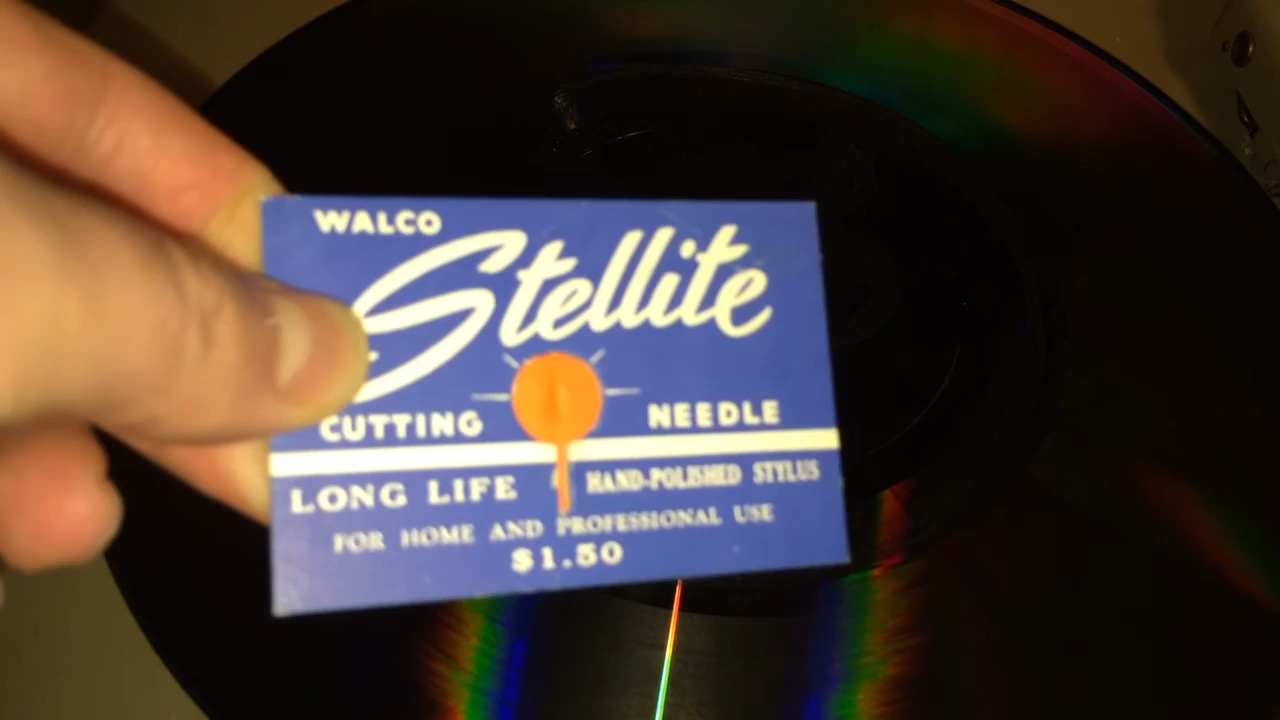 WALCO
Stellite
CUTTING NEEDLE
LONG LIFE HAND-POLISHED STYLUS
FOR HOME AND PROFESSIONAL USE
$1.50